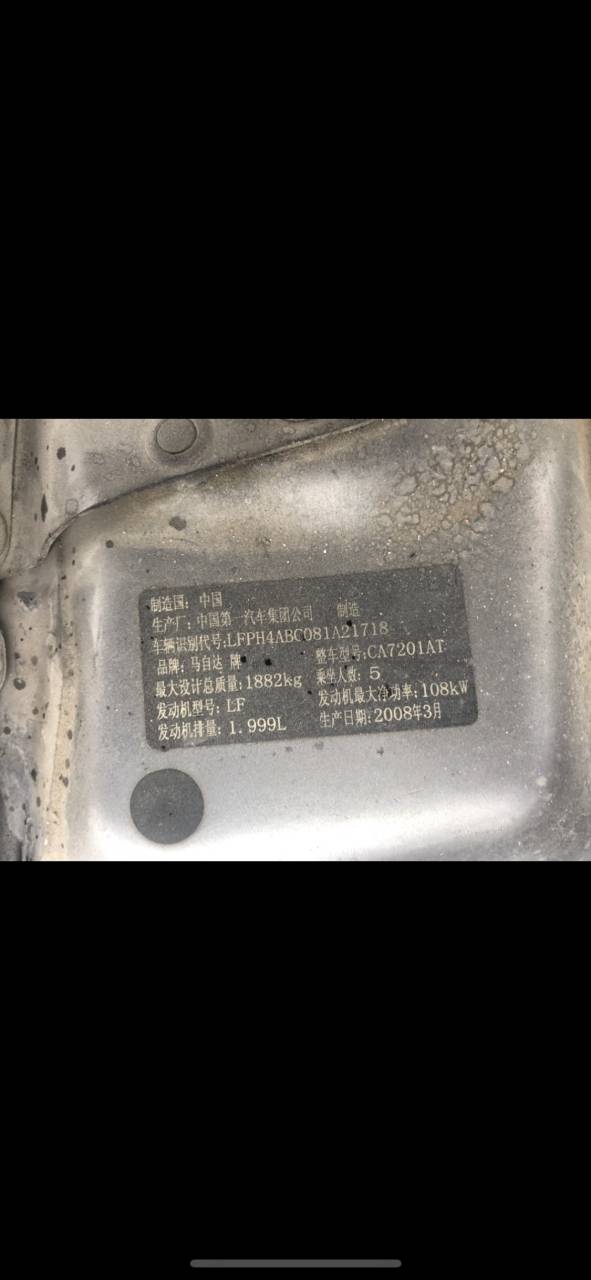 制造国: 中国
生产厂: 中国第一汽车集团公司 制造
车辆识别代号:LFPH4ABC081A21718
品牌: 马自达 牌 整车型号:CA7201AT
最大设计总质量:1882kg 乘坐人数: 5
发动机型号: LF 发动机最大净功率:108kW
发动机排量: 1.999L 生产日期:2008年3月